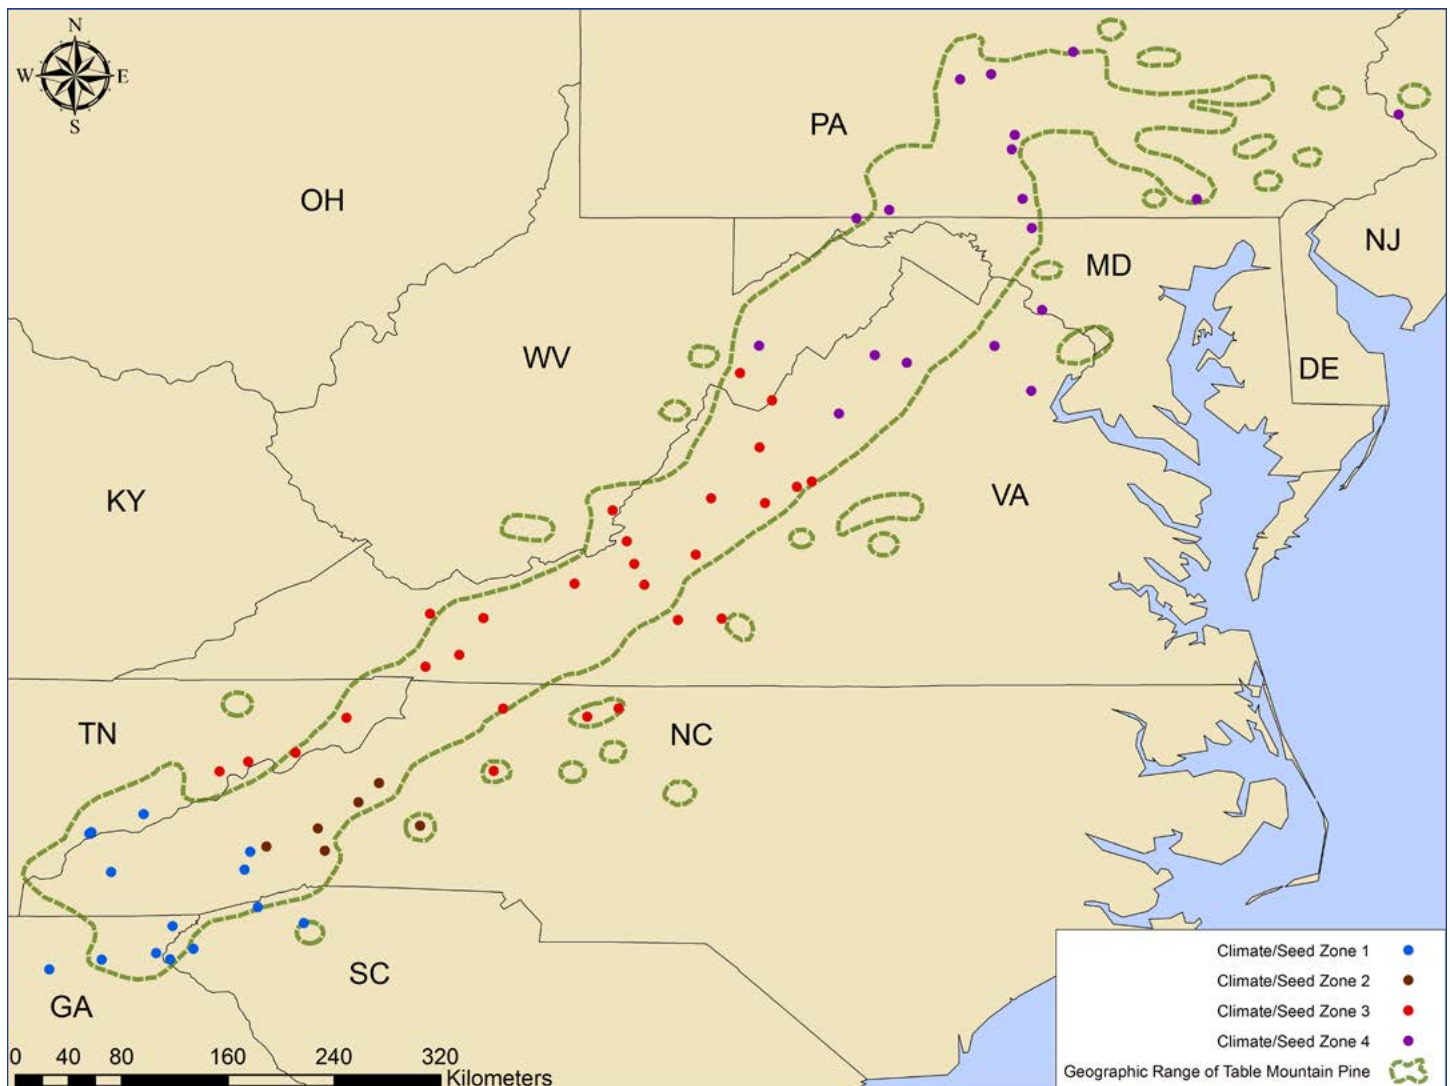 N
W E
S
PA
OH
NJ
MD
WV
DE
KY
VA
TN
NC
SC
GA
0 40 80 160 240 320
Kilometers
Climate/Seed Zone 1
Climate/Seed Zone 2
Climate/Seed Zone 3
Climate/Seed Zone 4
Geographic Range of Table Mountain Pine